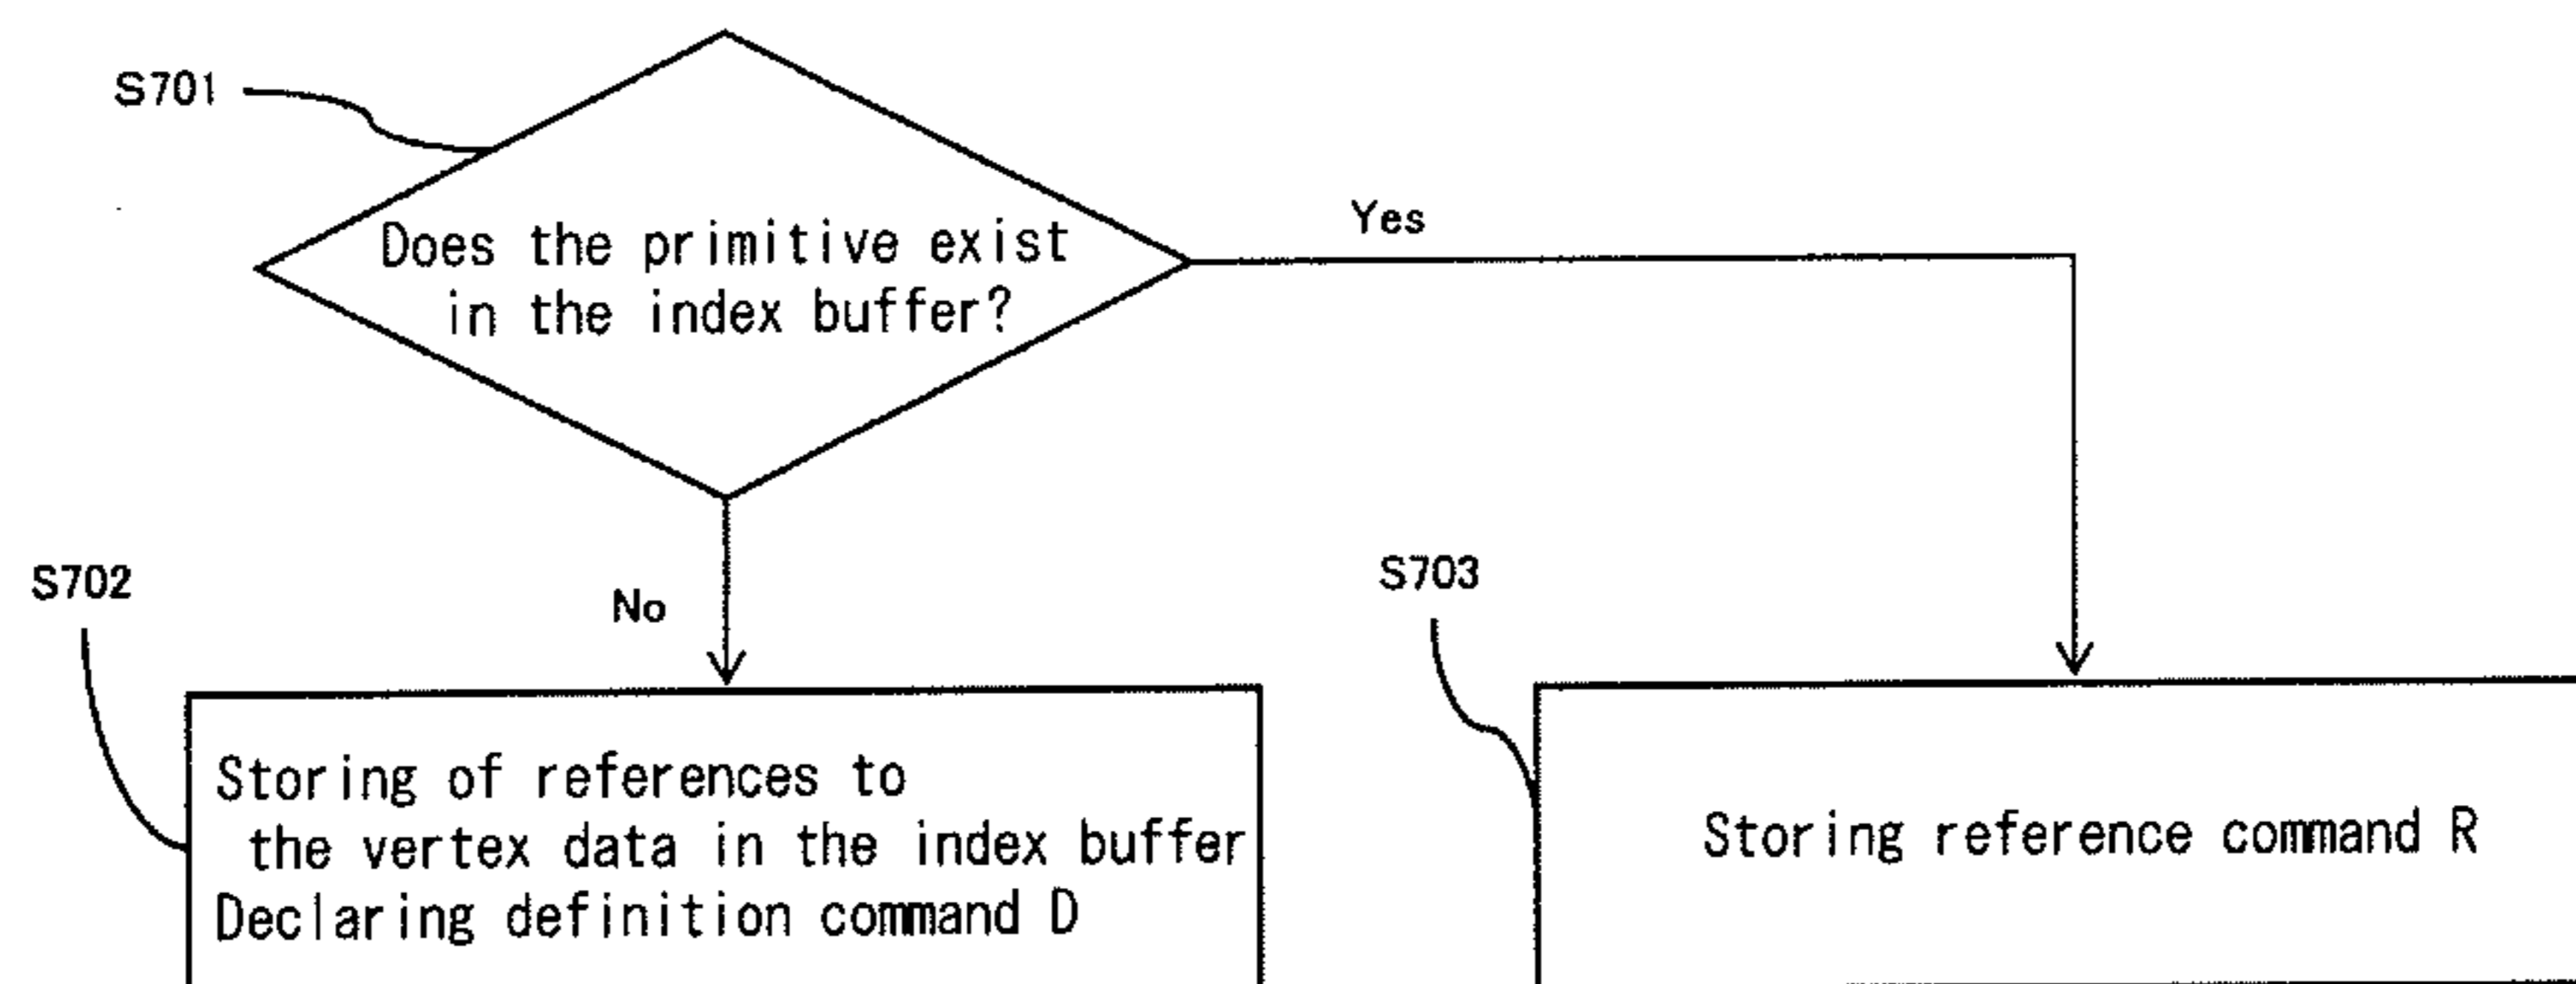 S701
Does the primitive exist
in the index buffer?
Yes
No
S702
Storing of references to
the vertex data in the index buffer
Declaring definition command D
S703
Storing reference command R